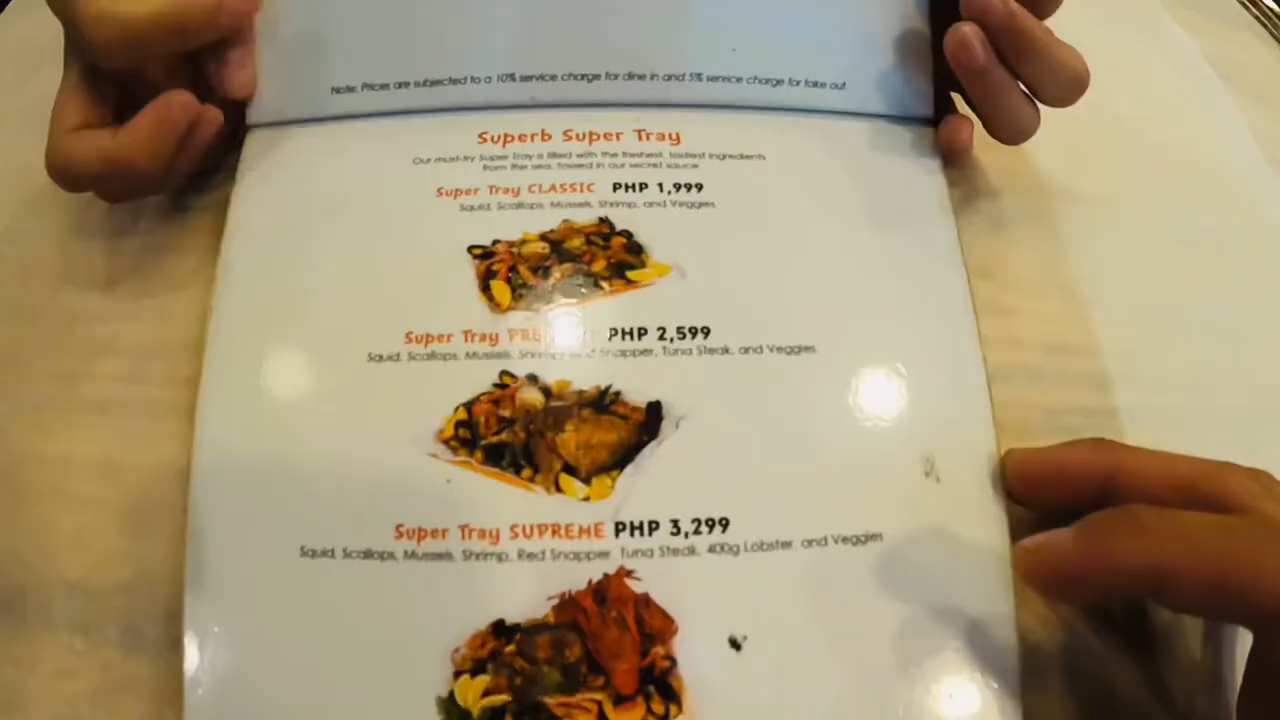 Note: Prices are subjected to a 10% service charge for dine in and 5% service charge for take out
Superb Super Tray
Our must-try Super Tray is filled with the freshest, tastiest ingredients
from the sea, tossed in our secret sauce
Super Tray CLASSIC PHP 1,999
Squid, Scallops, Mussels, Shrimp, and Veggies
Super Tray PHP 2,599
Squid, Scallops, Mussels, Snapper, Tuna Steak, and Veggies
Super Tray SUPREME PHP 3,299
Squid, Scallops, Mussels, Shrimp, Red Snapper, Tuna Steak, 400g Lobster, and Veggies